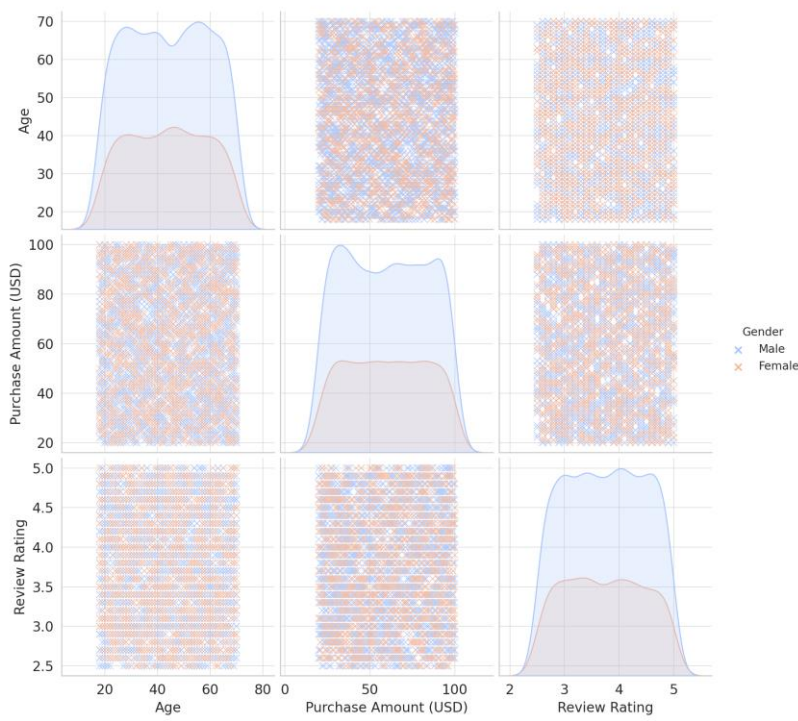 70
60
50
40
30
20
Age
100
80
60
40
20
Purchase Amount (USD)
Gender
Male
Female
5.0
4.5
4.0
3.5
3.0
2.5
Review Rating
20 40 60 80
0 50 100
2 3 4 5
Age
Purchase Amount (USD)
Review Rating